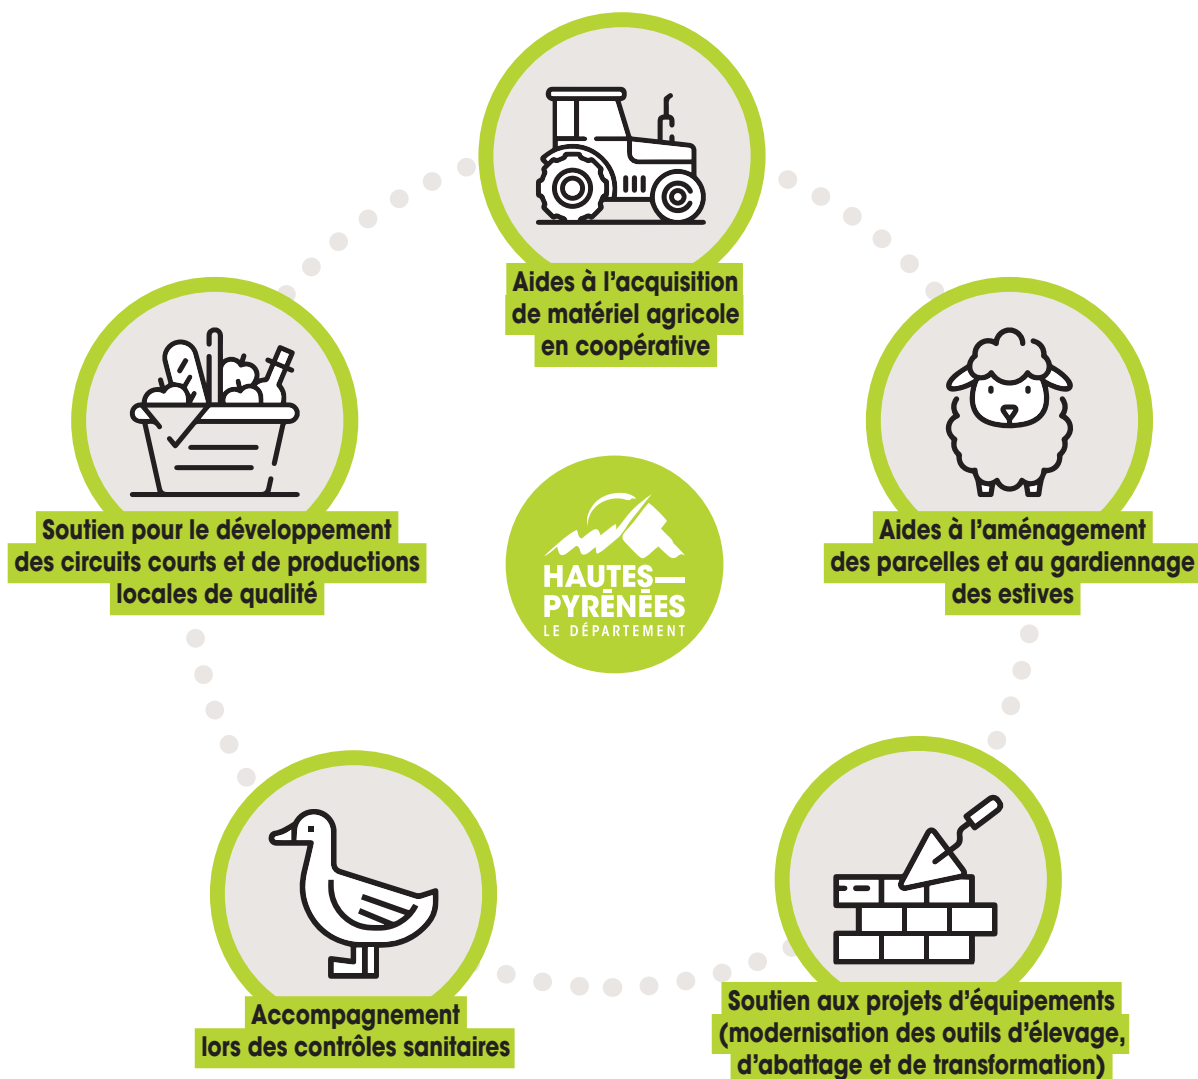 Aides à l'acquisition
de matériel agricole
en coopérative
Soutien pour le développement
des circuits courts et de productions
locales de qualité
Aides à l'aménagement
des parcelles et au gardiennage
des estives
HAUTES—
PYRÉNÉES
LE DÉPARTEMENT
Accompagnement
lors des contrôles sanitaires
Soutien aux projets d'équipements
(modernisation des outils d'élevage,
d'abattage et de transformation)